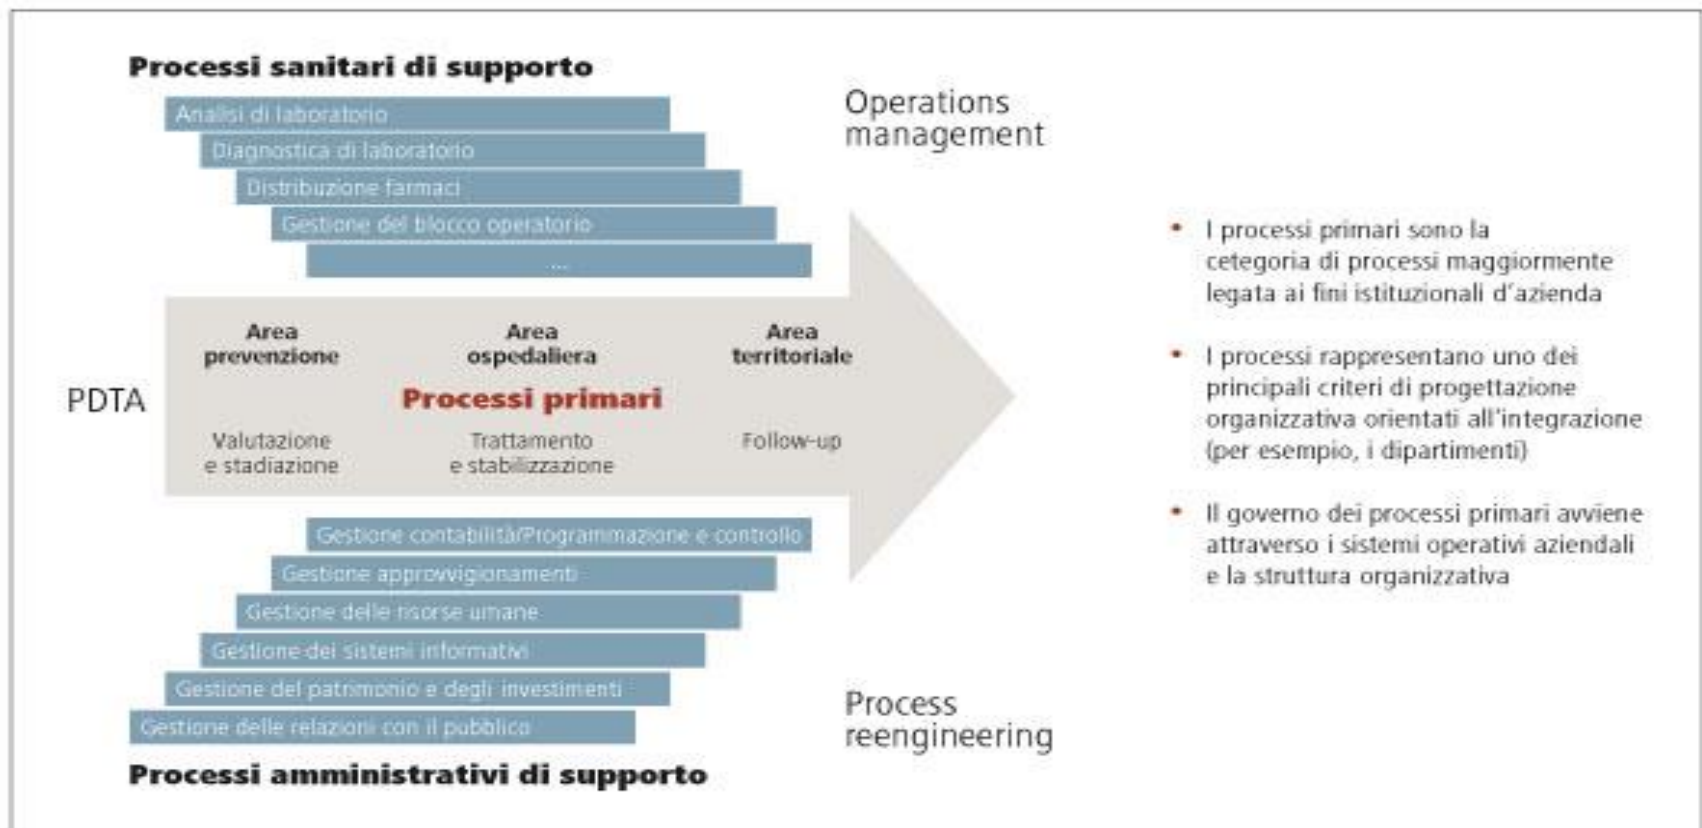 Processi sanitari di supporto
Analisi di laboratorio
Diagnostica di laboratorio
Distribuzione farmaci
Gestione del blocco operatorio
...
Operations
management
PDTA
Area
prevenzione
Area
ospedaliera
Area
territoriale
Processi primari
Valutazione
e stadiazione
Trattamento
e stabilizzazione
Follow-up
Gestione contabilità/Programmazione e controllo
Gestione approvvigionamenti
Gestione delle risorse umane
Gestione dei sistemi informativi
Gestione del patrimonio e degli investimenti
Gestione delle relazioni con il pubblico
Processi amministrativi di supporto
Process
reengineering
• I processi primari sono la
cetegoria di processi maggiormente
legata ai fini istituzionali d'azienda
• I processi rappresentano uno dei
principali criteri di progettazione
organizzativa orientati all'integrazione
(per esempio, i dipartimenti)
• Il governo dei processi primari avviene
attraverso i sistemi operativi aziendali
e la struttura organizzativa